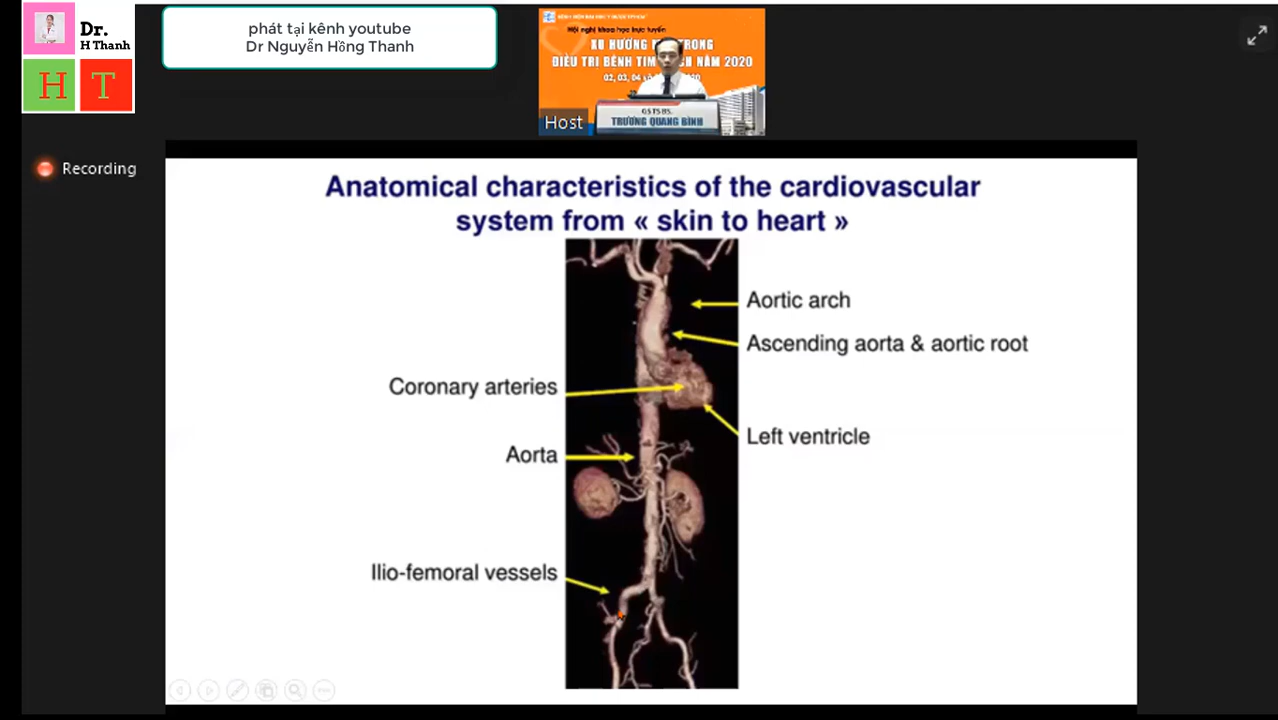 Dr.
H Thanh
H T
phát tại kênh youtube
Dr Nguyễn Hồng Thanh
Hội nghị khoa học trực tuyến
XU HƯỚNG TRONG
ĐIỀU TRỊ BỆNH TIM NĂM 2020
02, 03, 04
GS.TS.BS.
TRƯƠNG QUANG BÌNH
Host
Recording
Anatomical characteristics of the cardiovascular
system from « skin to heart »
Aortic arch
Ascending aorta & aortic root
Coronary arteries
Left ventricle
Aorta
Ilio-femoral vessels